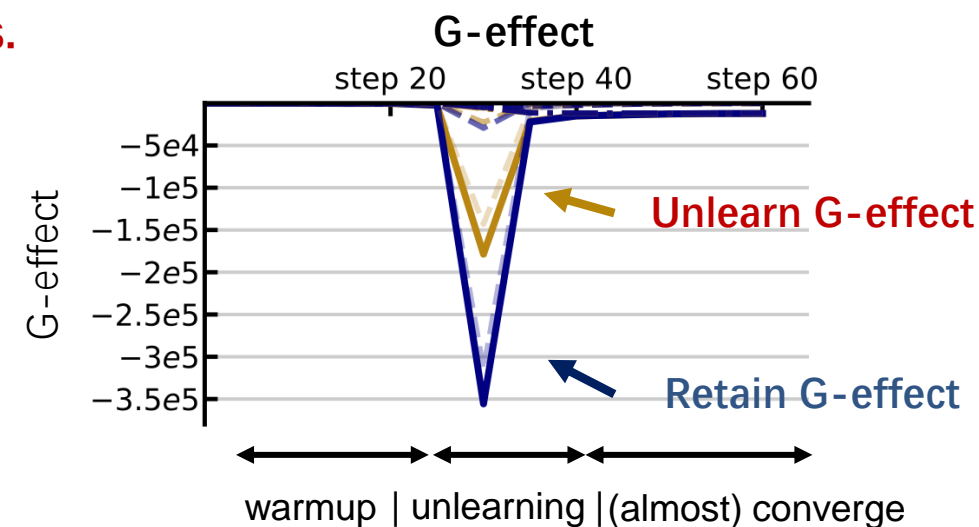 s.
G-effect
step 20 step 40 step 60
G-effect
−5e4
−1e5
−1.5e5
−2e5
−2.5e5
−3e5
−3.5e5
Unlearn G-effect
Retain G-effect
warmup | unlearning |(almost) converge